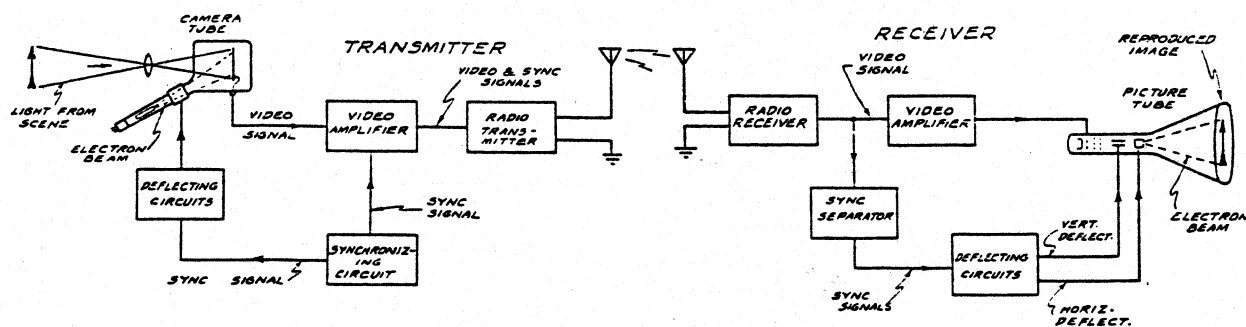 CAMERA
TUBE
TRANSMITTER
RECEIVER
LIGHT FROM
SCENE
ELECTRON
BEAM
VIDEO
SIGNAL
VIDEO
AMPLIFIER
VIDEO & SYNC
SIGNALS
RADIO
TRANS-
MITTER
DEFLECTING
CIRCUITS
SYNC
SIGNAL
SYNCHRONIZ-
ING
CIRCUIT
SYNC SIGNAL
RADIO
RECEIVER
VIDEO
SIGNAL
VIDEO
AMPLIFIER
REPRODUCED
IMAGE
PICTURE
TUBE
SYNC
SEPARATOR
SYNC
SIGNALS
DEFLECTING
CIRCUITS
VERT.
DEFLECT.
HORIZ-
DEFLECT.
ELECTRON
BEAM